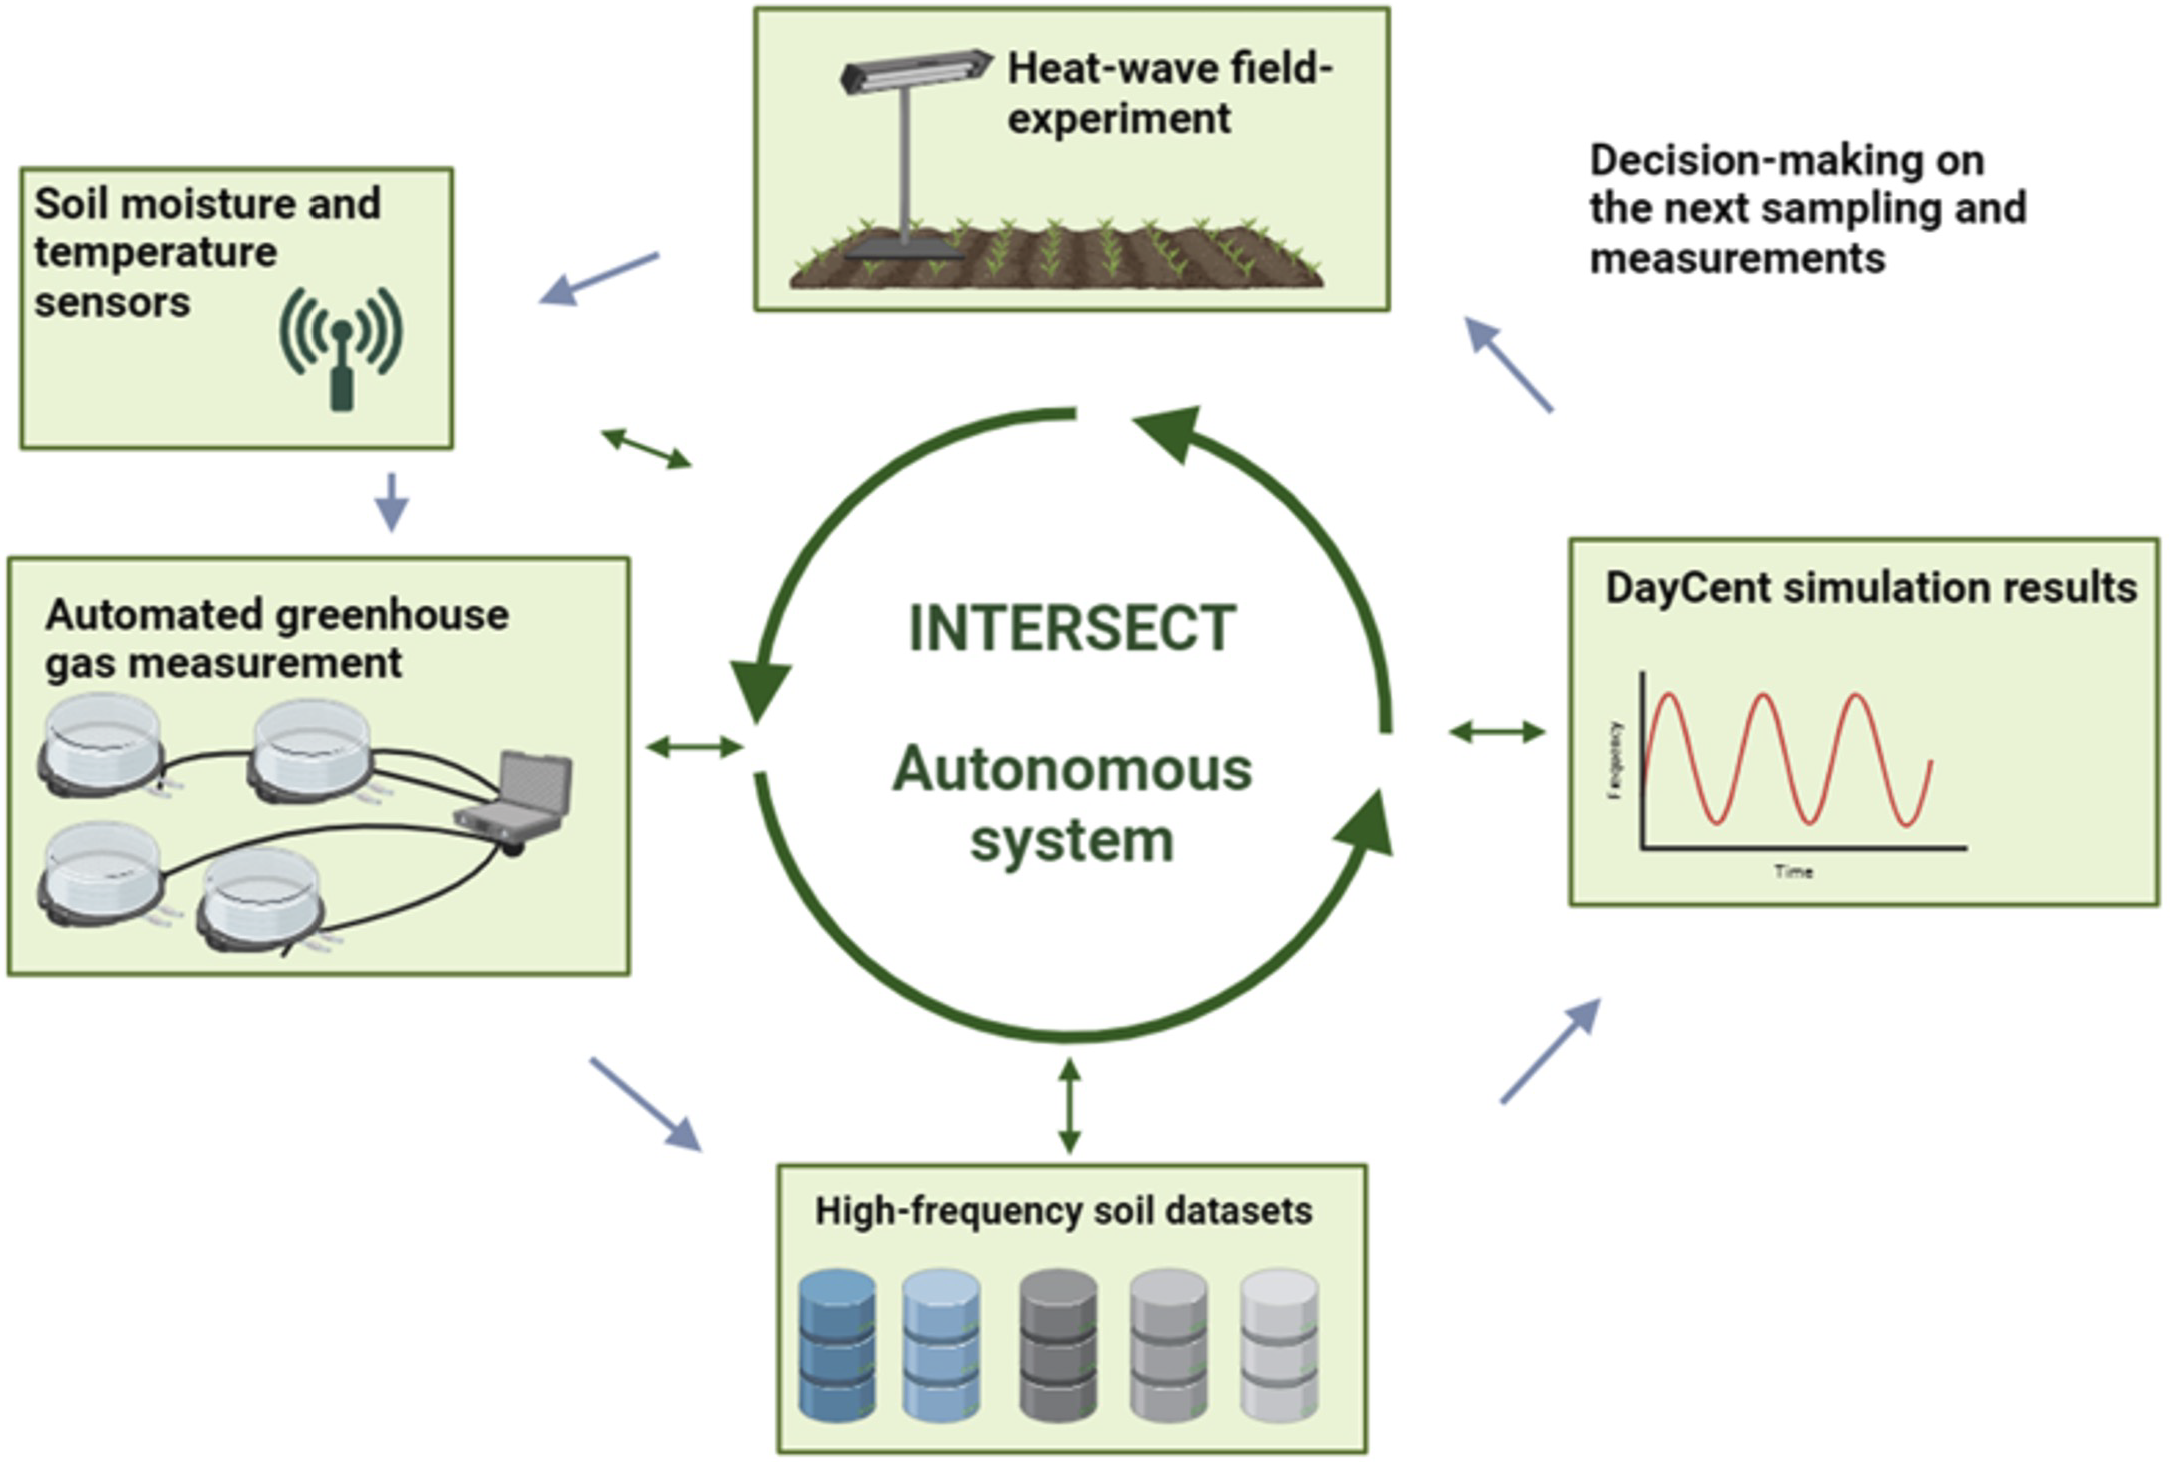 Heat-wave field-
experiment
Decision-making on
the next sampling and
measurements
Soil moisture and
temperature
sensors
Automated greenhouse
gas measurement
INTERSECT
Autonomous
system
DayCent simulation results
Frequency
Time
High-frequency soil datasets